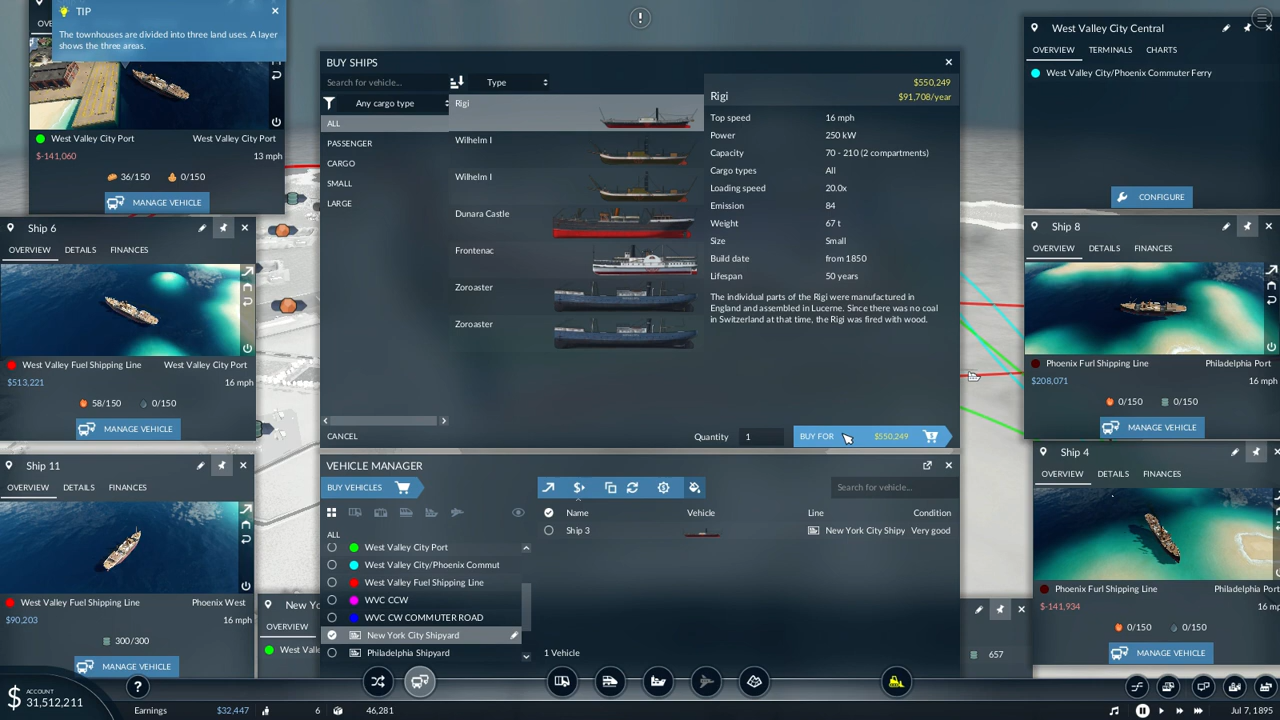 TIP
The townhouses are divided into three land uses. A layer
shows the three areas.
West Valley City Port
West Valley City Port
$-141,060
13 mph
36/150
0/150
MANAGE VEHICLE
Ship 6
OVERVIEW
DETAILS
FINANCES
West Valley Fuel Shipping Line
West Valley City Port
$513,221
16 mph
58/150
0/150
MANAGE VEHICLE
Ship 11
OVERVIEW
DETAILS
FINANCES
West Valley Fuel Shipping Line
Phoenix West
$90,203
16 mph
300/300
MANAGE VEHICLE
BUY SHIPS
Search for vehicle...
Type
Any cargo type
ALL
PASSENGER
CARGO
SMALL
LARGE
Rigi
Wilhelm I
Wilhelm I
Dunara Castle
Frontenac
Zoroaster
Zoroaster
$550,249
Rigi
$91,708/year
Top speed 16 mph
Power 250 kW
Capacity 70 - 210 (2 compartments)
Cargo types All
Loading speed 20.0x
Emission 84
Weight 67 t
Size Small
Build date from 1850
Lifespan 50 years
The individual parts of the Rigi were manufactured in
England and assembled in Lucerne. Since there was no coal
in Switzerland at that time, the Rigi was fired with wood.
CANCEL
Quantity 1
BUY FOR $550,249
VEHICLE MANAGER
BUY VEHICLES
Search for vehicle...
Name Vehicle Line Condition
Ship 3 New York City Shipy Very good
ALL
West Valley City Port
West Valley City/Phoenix Commut
West Valley Fuel Shipping Line
WVC CCW
WVC CW COMMUTER ROAD
New York City Shipyard
Philadelphia Shipyard
1 Vehicle
New Yo
OVERVIEW
West Valle
657
West Valley City Central
OVERVIEW
TERMINALS
CHARTS
West Valley City/Phoenix Commuter Ferry
CONFIGURE
Ship 8
OVERVIEW
DETAILS
FINANCES
Phoenix Furl Shipping Line
Philadelphia Port
$208,071
16 mph
0/150
0/150
MANAGE VEHICLE
Ship 4
OVERVIEW
DETAILS
FINANCES
Phoenix Furl Shipping Line
Philadelphia Port
$-141,934
16 mp
0/150
0/150
MANAGE VEHICLE
$ ACCOUNT
31,512,211
?
Earnings $32,447
6
46,281
Jul 7, 1895